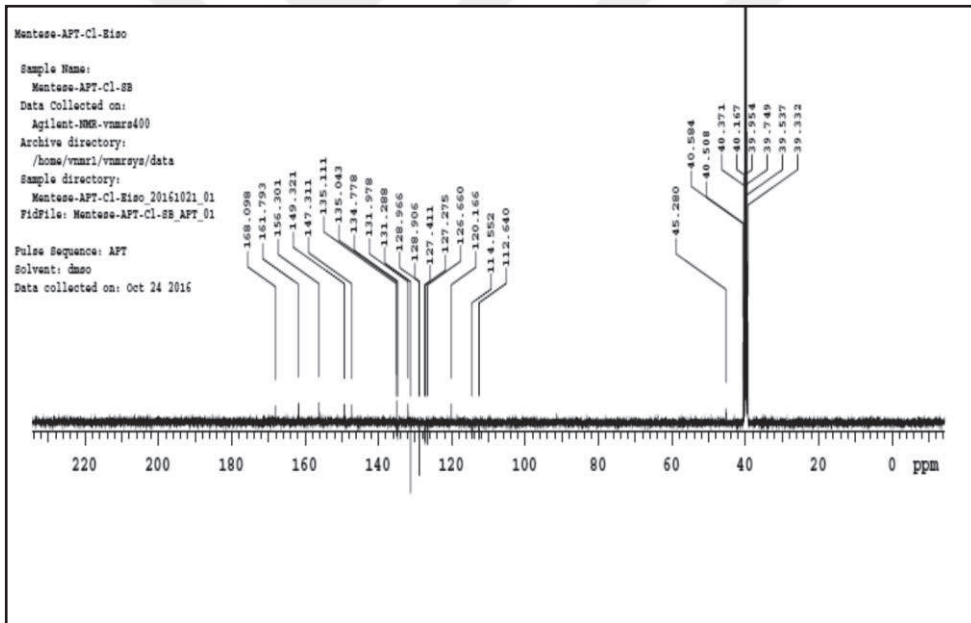 Mentese-APT-Cl-Eiso
Sample Name:
Mentese-APT-Cl-SB
Data Collected on:
Agilent-NMR-vnmrs400
Archive directory:
/home/vnmr1/vnmrsys/data
Sample directory:
Mentese-APT-Cl-Eiso_20161021_01
FidFile: Mentese-APT-Cl-SB_APT_01
Pulse Sequence: APT
Solvent: dmso
Data collected on: Oct 24 2016
168.098
161.793
156.301
149.321
147.311
135.111
135.043
134.778
131.978
131.288
128.966
128.906
127.411
127.275
126.660
120.166
114.552
112.640
45.280
40.584
40.508
40.371
40.167
39.954
39.749
39.537
39.332
220 200 180 160 140 120 100 80 60 40 20 0 ppm